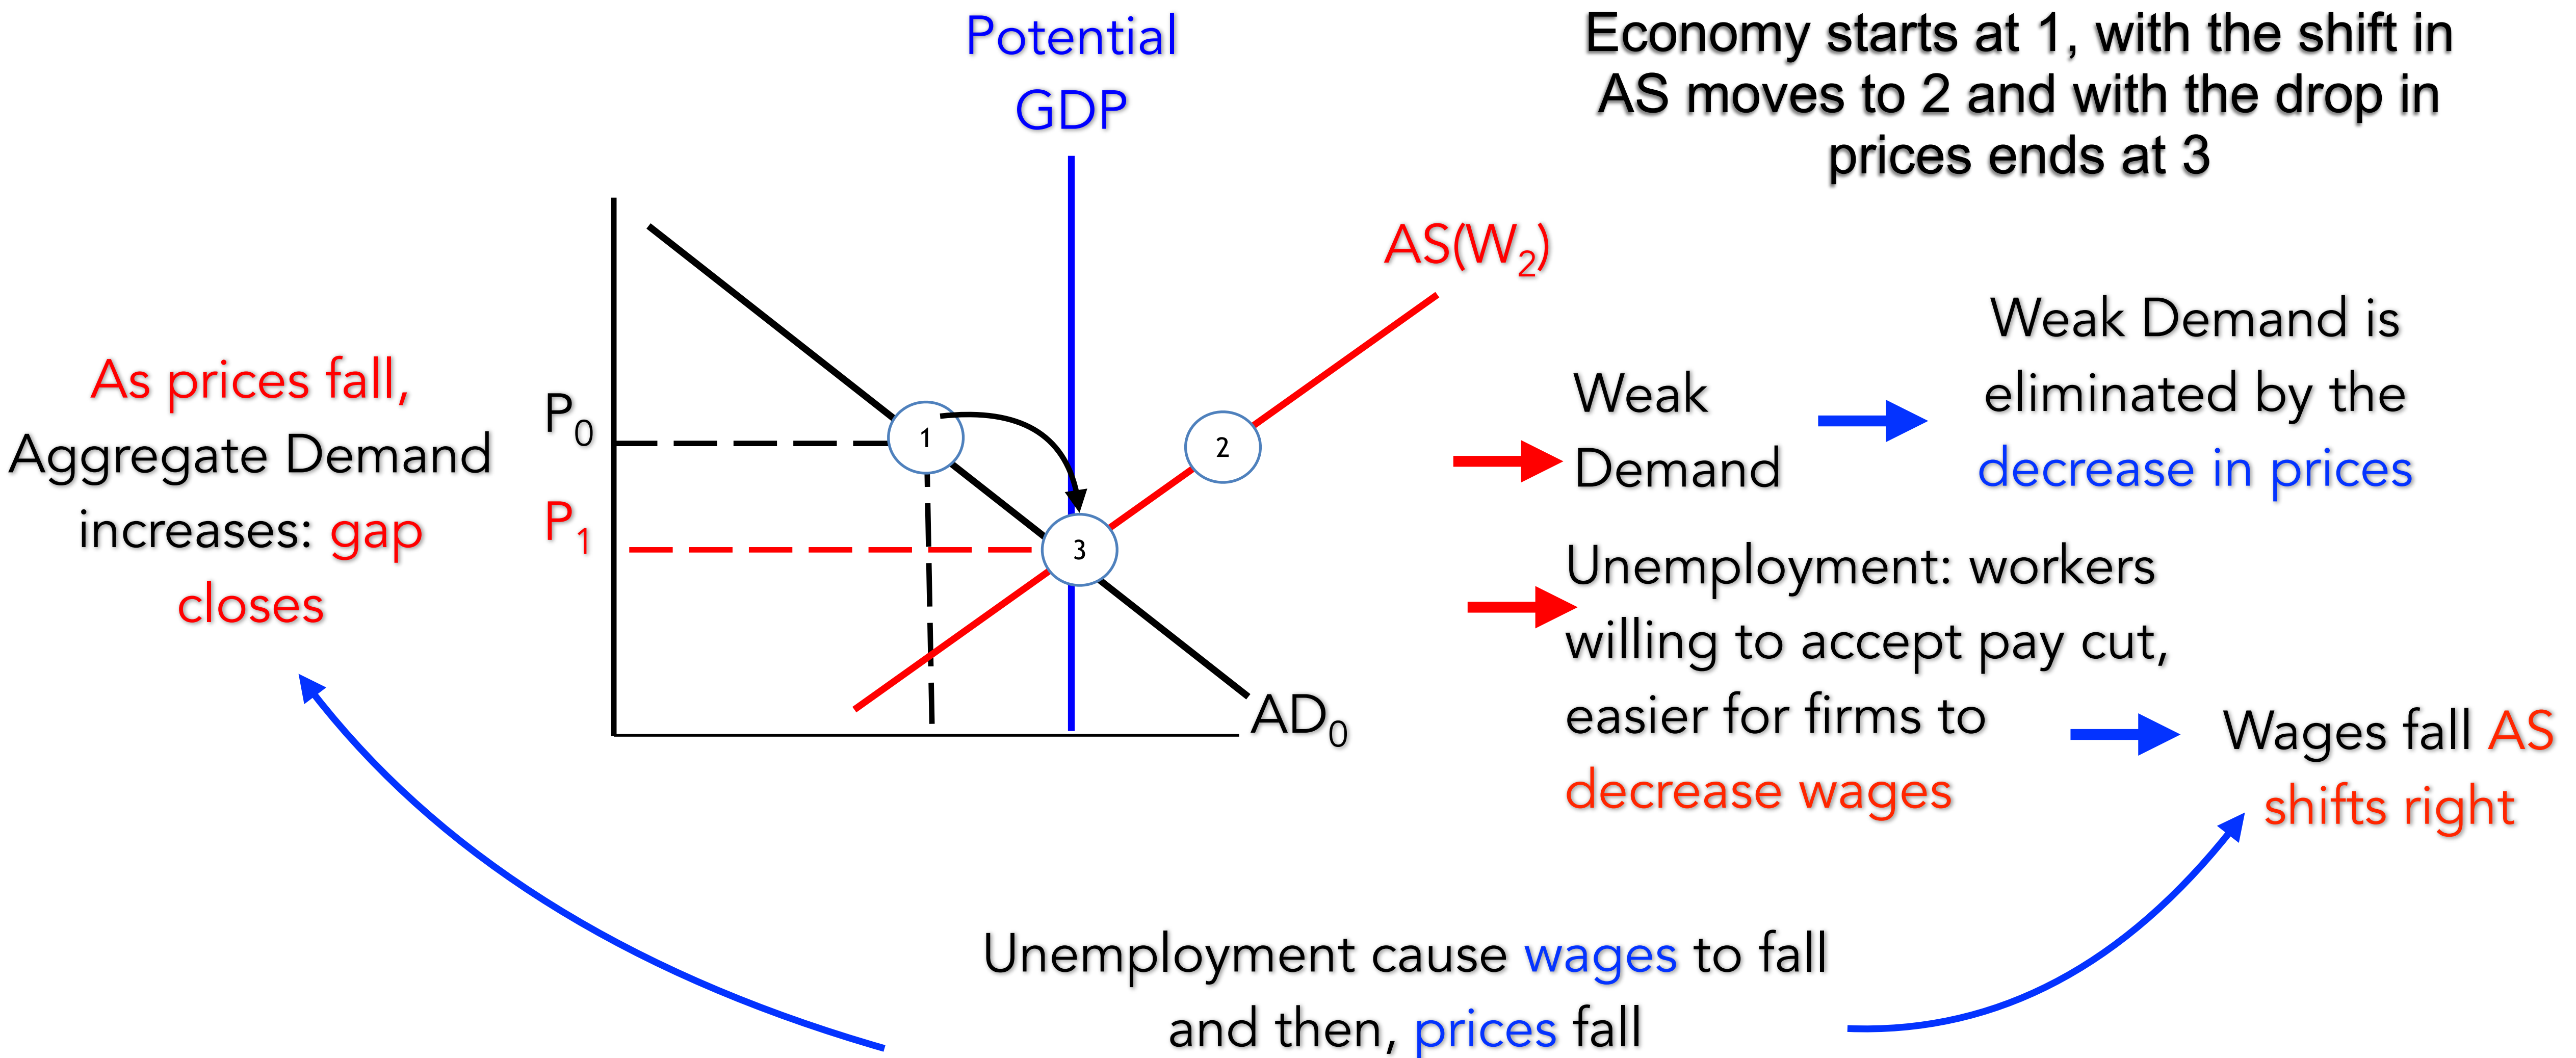 Potential
GDP
Economy starts at 1, with the shift in
AS moves to 2 and with the drop in
prices ends at 3
As prices fall,
Aggregate Demand
increases: gap
closes
P₀
P₁
1
2
3
AS(W₂)
AD₀
Weak
Demand
Weak Demand is
eliminated by the
decrease in prices
Unemployment: workers
willing to accept pay cut,
easier for firms to
decrease wages
Wages fall AS
shifts right
Unemployment cause wages to fall
and then, prices fall